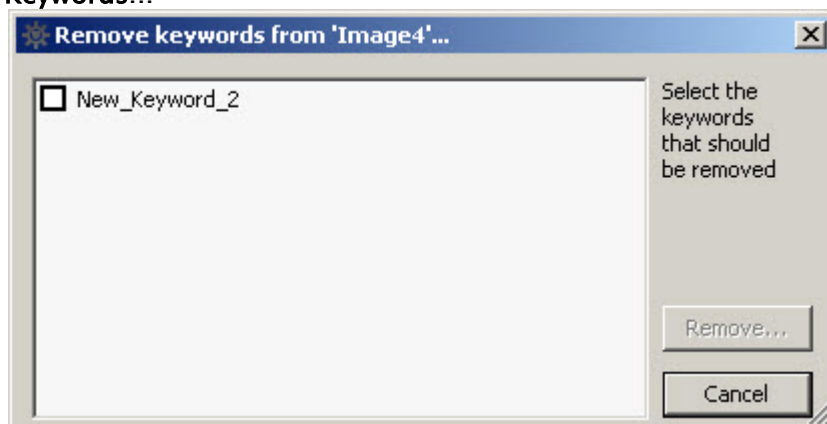 Keywords...
Remove keywords from 'Image4'...
New_Keyword_2
Select the
keywords
that should
be removed
Remove...
Cancel